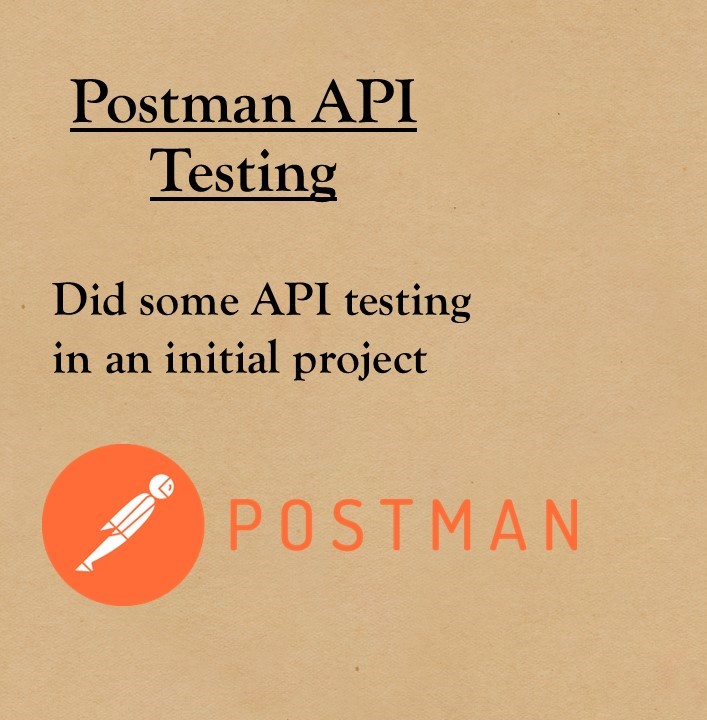 Postman API
Testing
Did some API testing
in an initial project
POSTMAN